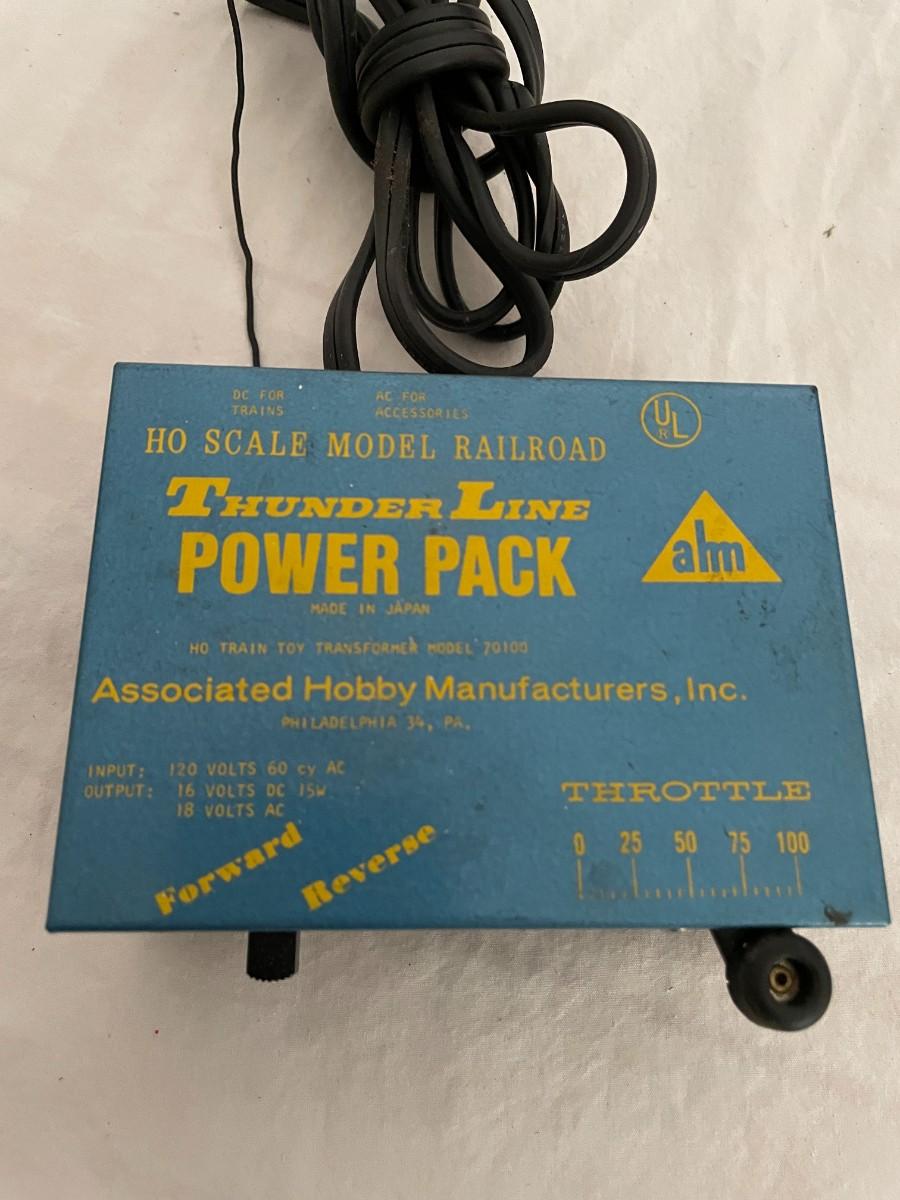 DC FOR
TRAINS
AC FOR
ACCESSORIES
UL
R
HO SCALE MODEL RAILROAD
THUNDER LINE
POWER PACK
ahm
MADE IN JAPAN
HO TRAIN TOY TRANSFORMER MODEL 70100
Associated Hobby Manufacturers, Inc.
PHILADELPHIA 34, PA.
INPUT: 120 VOLTS 60 cy AC
OUTPUT: 16 VOLTS DC 15W
18 VOLTS AC
Forward
Reverse
THROTTLE
0 25 50 75 100